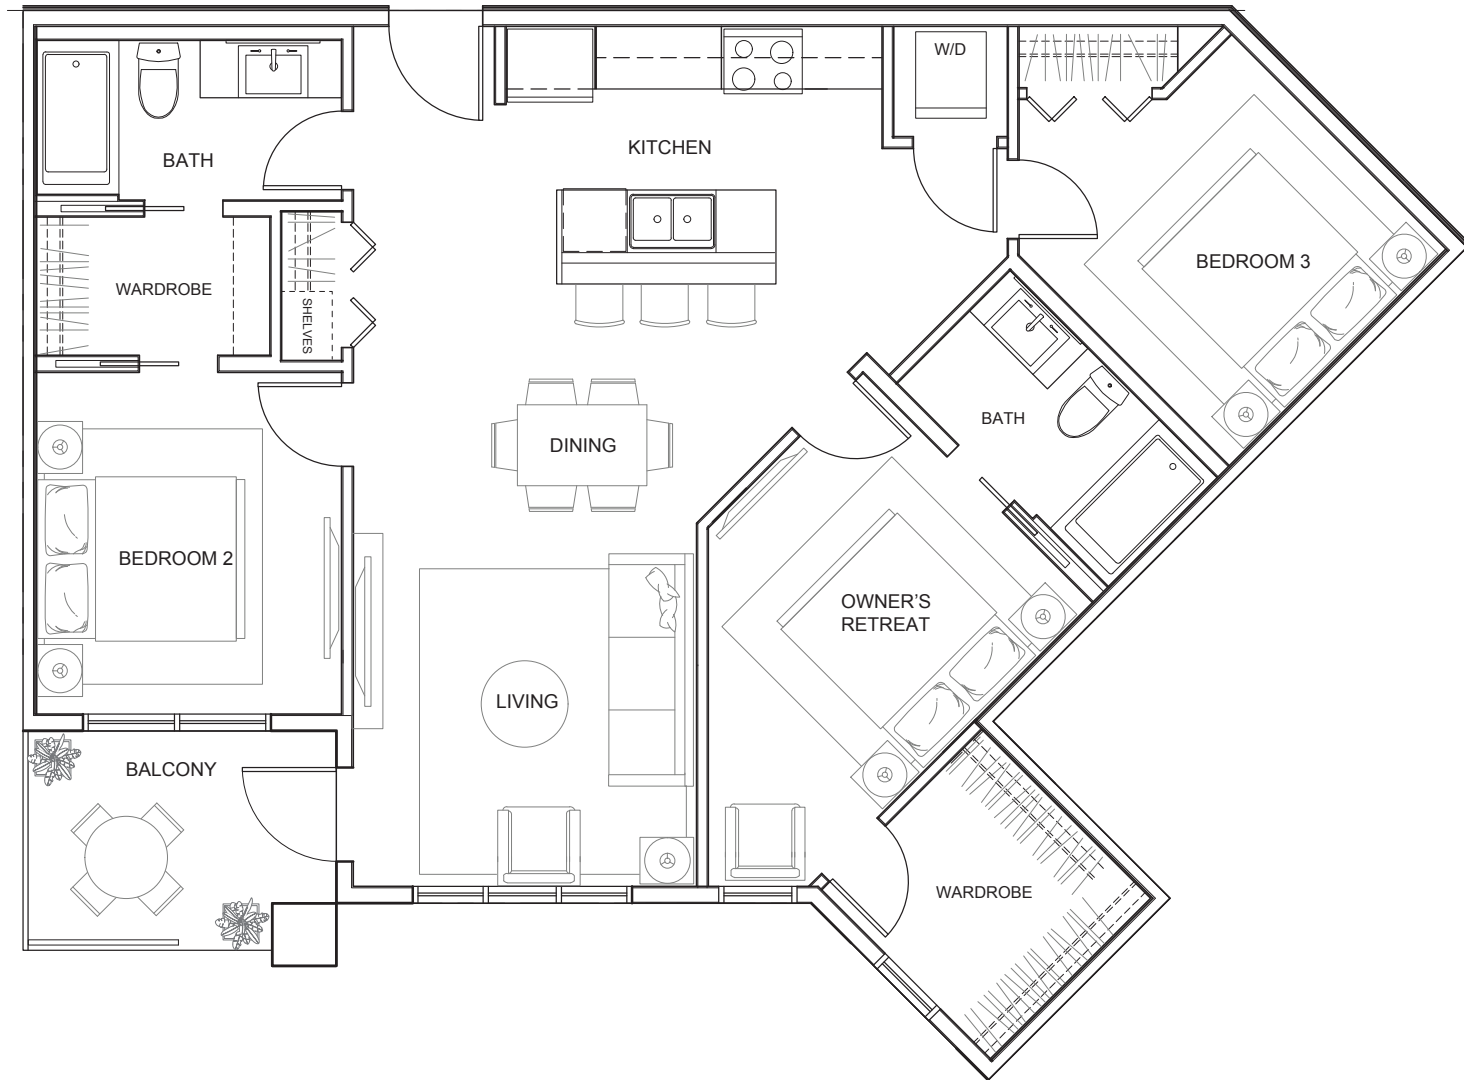 W/D
BATH
KITCHEN
BEDROOM 3
WARDROBE
SHELVES
BATH
DINING
BEDROOM 2
OWNER'S
RETREAT
LIVING
BALCONY
WARDROBE